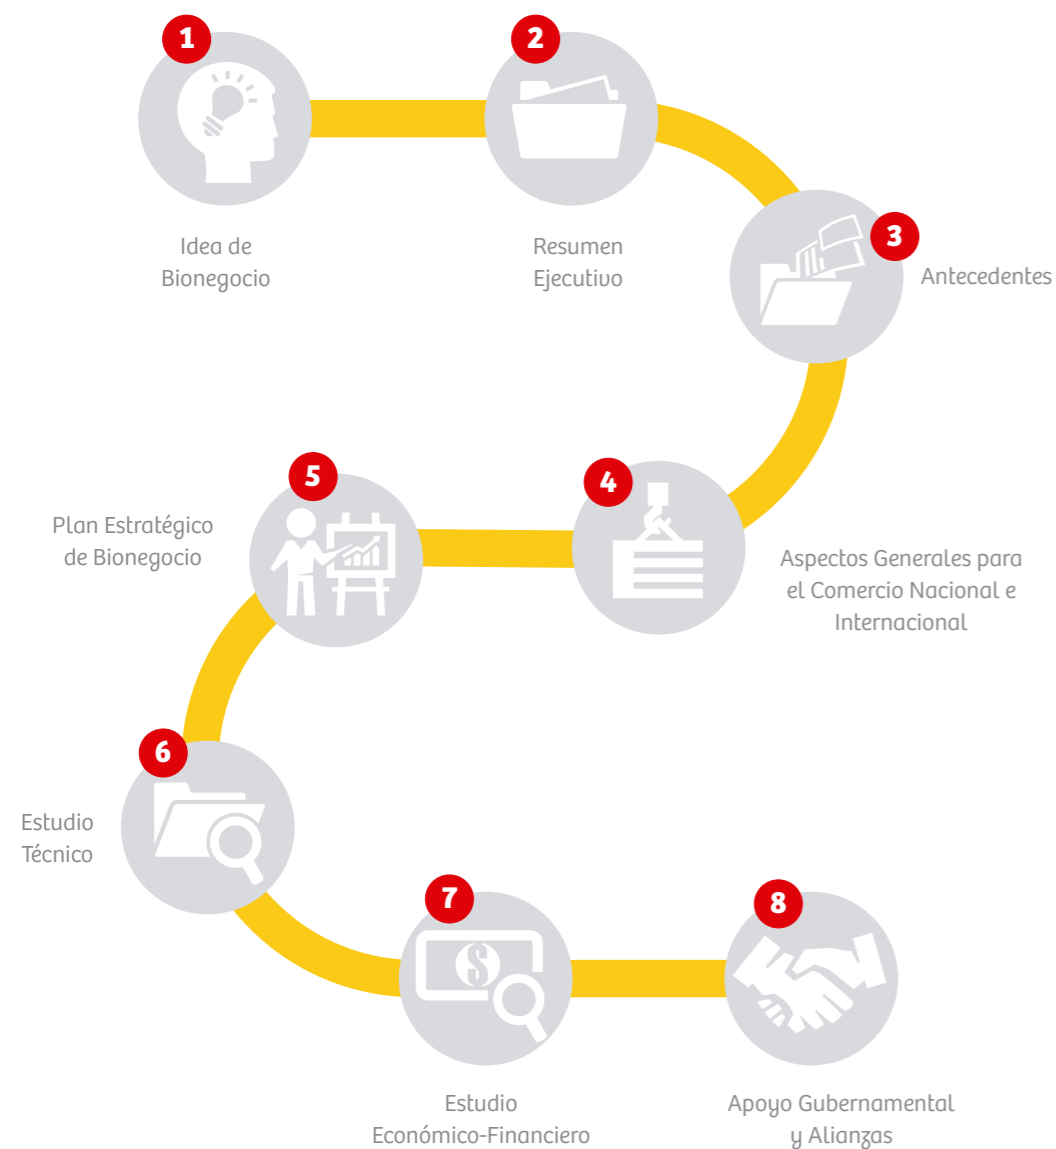 1
Idea de
Bionegocio
2
Resumen
Ejecutivo
3
Antecedentes
4
Aspectos Generales para
el Comercio Nacional e
Internacional
5
Plan Estratégico
de Bionegocio
6
Estudio
Técnico
7
$
Estudio
Económico-Financiero
8
Apoyo Gubernamental
y Alianzas